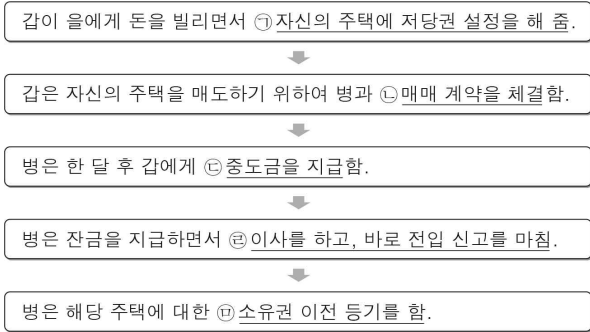 갑이 을에게 돈을 빌리면서 ㉠자신의 주택에 저당권 설정을 해 줌.
갑은 자신의 주택을 매도하기 위하여 병과 ㉡매매 계약을 체결함.
병은 한 달 후 갑에게 ㉢중도금을 지급함.
병은 잔금을 지급하면서 ㉣이사를 하고, 바로 전입 신고를 마침.
병은 해당 주택에 대한 ㉤소유권 이전 등기를 함.